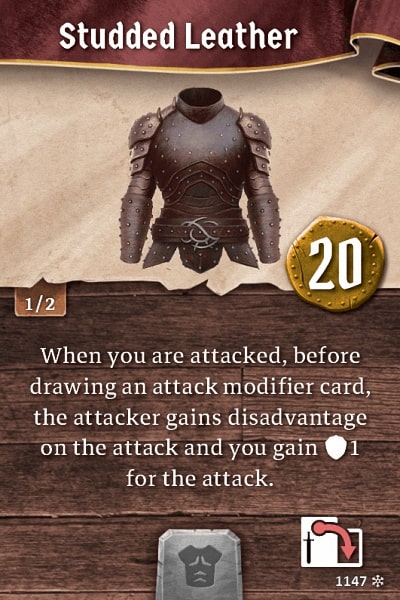 Studded Leather
20
1/2
When you are attacked, before
drawing an attack modifier card,
the attacker gains disadvantage
on the attack and you gain 1
for the attack.
1147